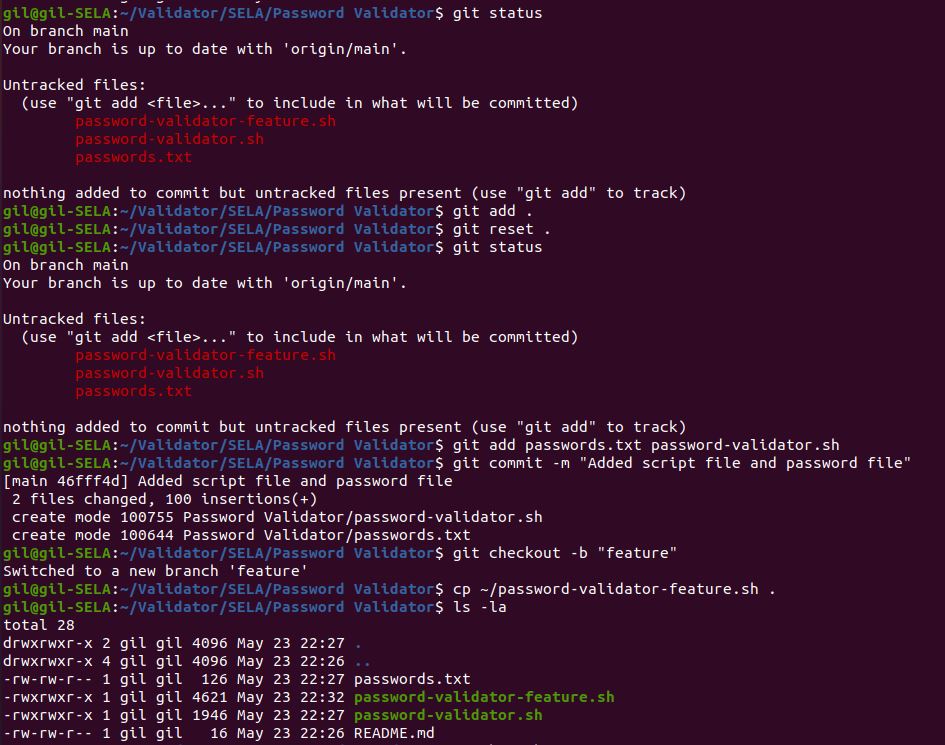 gil@gil-SELA:~/Validator/SELA/Password Validator$ git status
On branch main
Your branch is up to date with 'origin/main'.
Untracked files:
  (use "git add <file>..." to include in what will be committed)
        password-validator-feature.sh
        password-validator.sh
        passwords.txt
nothing added to commit but untracked files present (use "git add" to track)
gil@gil-SELA:~/Validator/SELA/Password Validator$ git add .
gil@gil-SELA:~/Validator/SELA/Password Validator$ git reset .
gil@gil-SELA:~/Validator/SELA/Password Validator$ git status
On branch main
Your branch is up to date with 'origin/main'.
Untracked files:
  (use "git add <file>..." to include in what will be committed)
        password-validator-feature.sh
        password-validator.sh
        passwords.txt
nothing added to commit but untracked files present (use "git add" to track)
gil@gil-SELA:~/Validator/SELA/Password Validator$ git add passwords.txt password-validator.sh
gil@gil-SELA:~/Validator/SELA/Password Validator$ git commit -m "Added script file and password file"
[main 46fff4d] Added script file and password file
 2 files changed, 100 insertions(+)
 create mode 100755 Password Validator/password-validator.sh
 create mode 100644 Password Validator/passwords.txt
gil@gil-SELA:~/Validator/SELA/Password Validator$ git checkout -b "feature"
Switched to a new branch 'feature'
gil@gil-SELA:~/Validator/SELA/Password Validator$ cp ~/password-validator-feature.sh .
gil@gil-SELA:~/Validator/SELA/Password Validator$ ls -la
total 28
drwxrwxr-x 2 gil gil 4096 May 23 22:27 .
drwxrwxr-x 4 gil gil 4096 May 23 22:26 ..
-rw-rw-r-- 1 gil gil  126 May 23 22:27 passwords.txt
-rwxrwxr-x 1 gil gil 4621 May 23 22:32 password-validator-feature.sh
-rwxrwxr-x 1 gil gil 1946 May 23 22:27 password-validator.sh
-rw-rw-r-- 1 gil gil   16 May 23 22:26 README.md